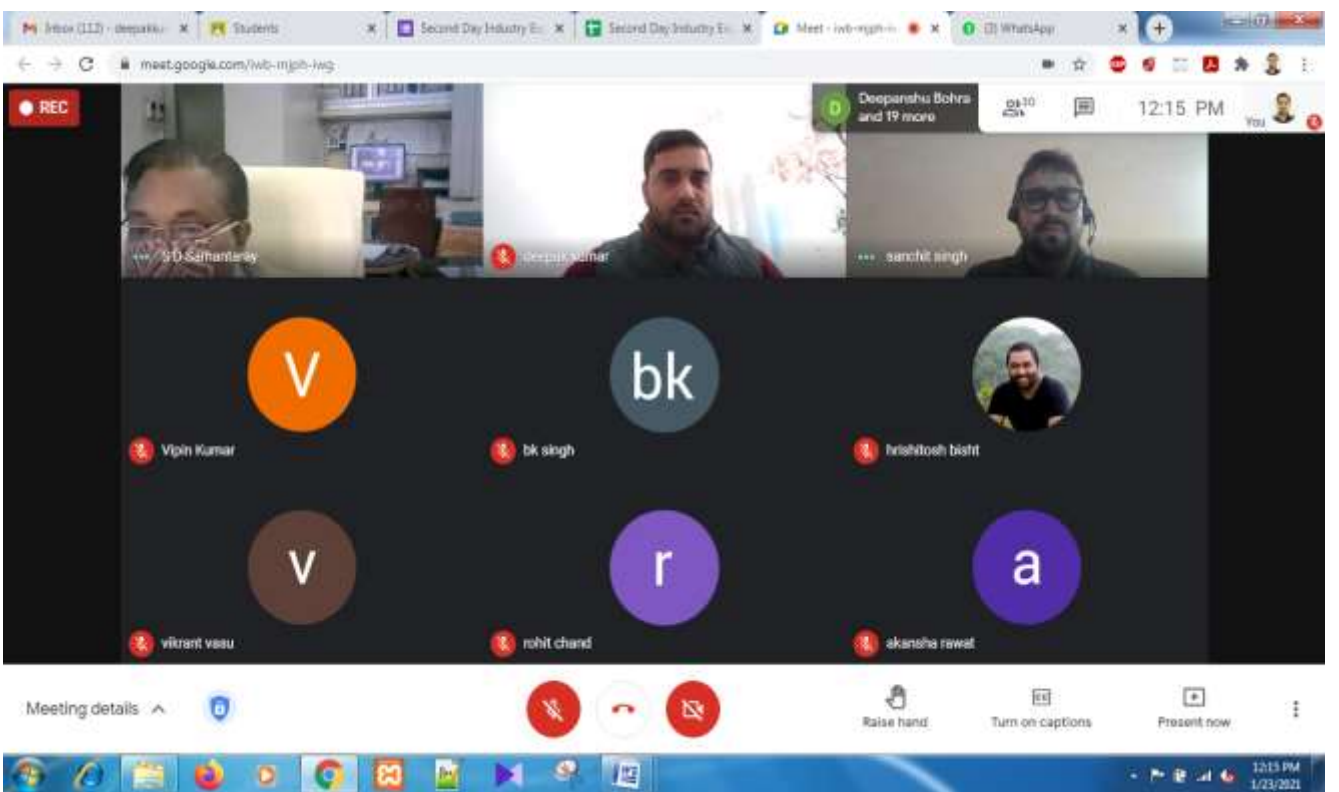 Students
Second Day Industry
Second Day Industry
WhatsApp
meet.google.com/iwb-mjph-iwg
REC
D
Deepanshu Bohra
and 19 more
30
12:15 PM
You
S D Samantaray
deepak kumar
sanchit singh
V
bk
Vipin Kumar
bk singh
hrishitosh bisht
v
r
a
vikrant vasu
rohit chand
akansha rawat
Meeting details
Raise hand
Turn on captions
Present now
12:15 PM
1/23/2021